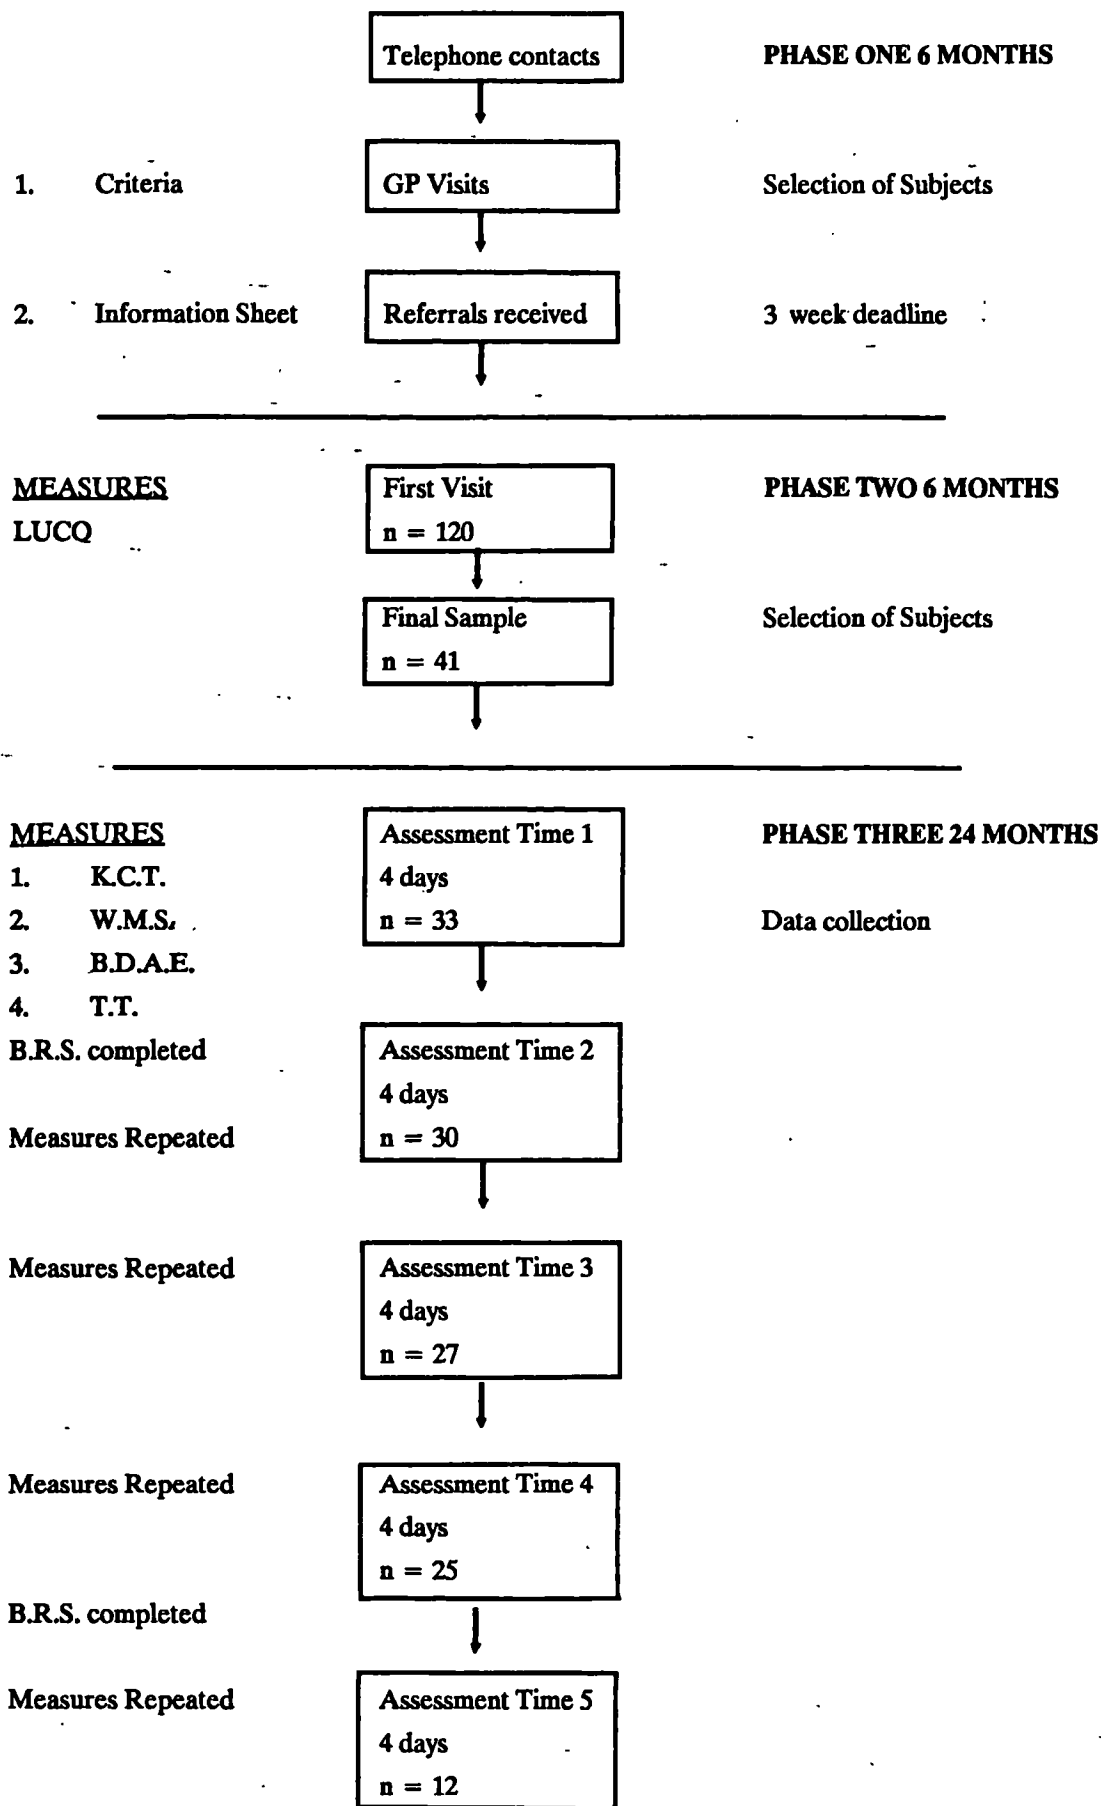 Telephone contacts PHASE ONE 6 MONTHS
1. Criteria GP Visits Selection of Subjects
2. Information Sheet Referrals received 3 week deadline
MEASURES First Visit PHASE TWO 6 MONTHS
LUCQ n = 120
Final Sample Selection of Subjects
n = 41
MEASURES Assessment Time 1 PHASE THREE 24 MONTHS
1. K.C.T. 4 days
2. W.M.S. n = 33 Data collection
3. B.D.A.E.
4. T.T.
B.R.S. completed Assessment Time 2
4 days
Measures Repeated n = 30
Measures Repeated Assessment Time 3
4 days
n = 27
Measures Repeated Assessment Time 4
4 days
n = 25
B.R.S. completed
Measures Repeated Assessment Time 5
4 days
n = 12